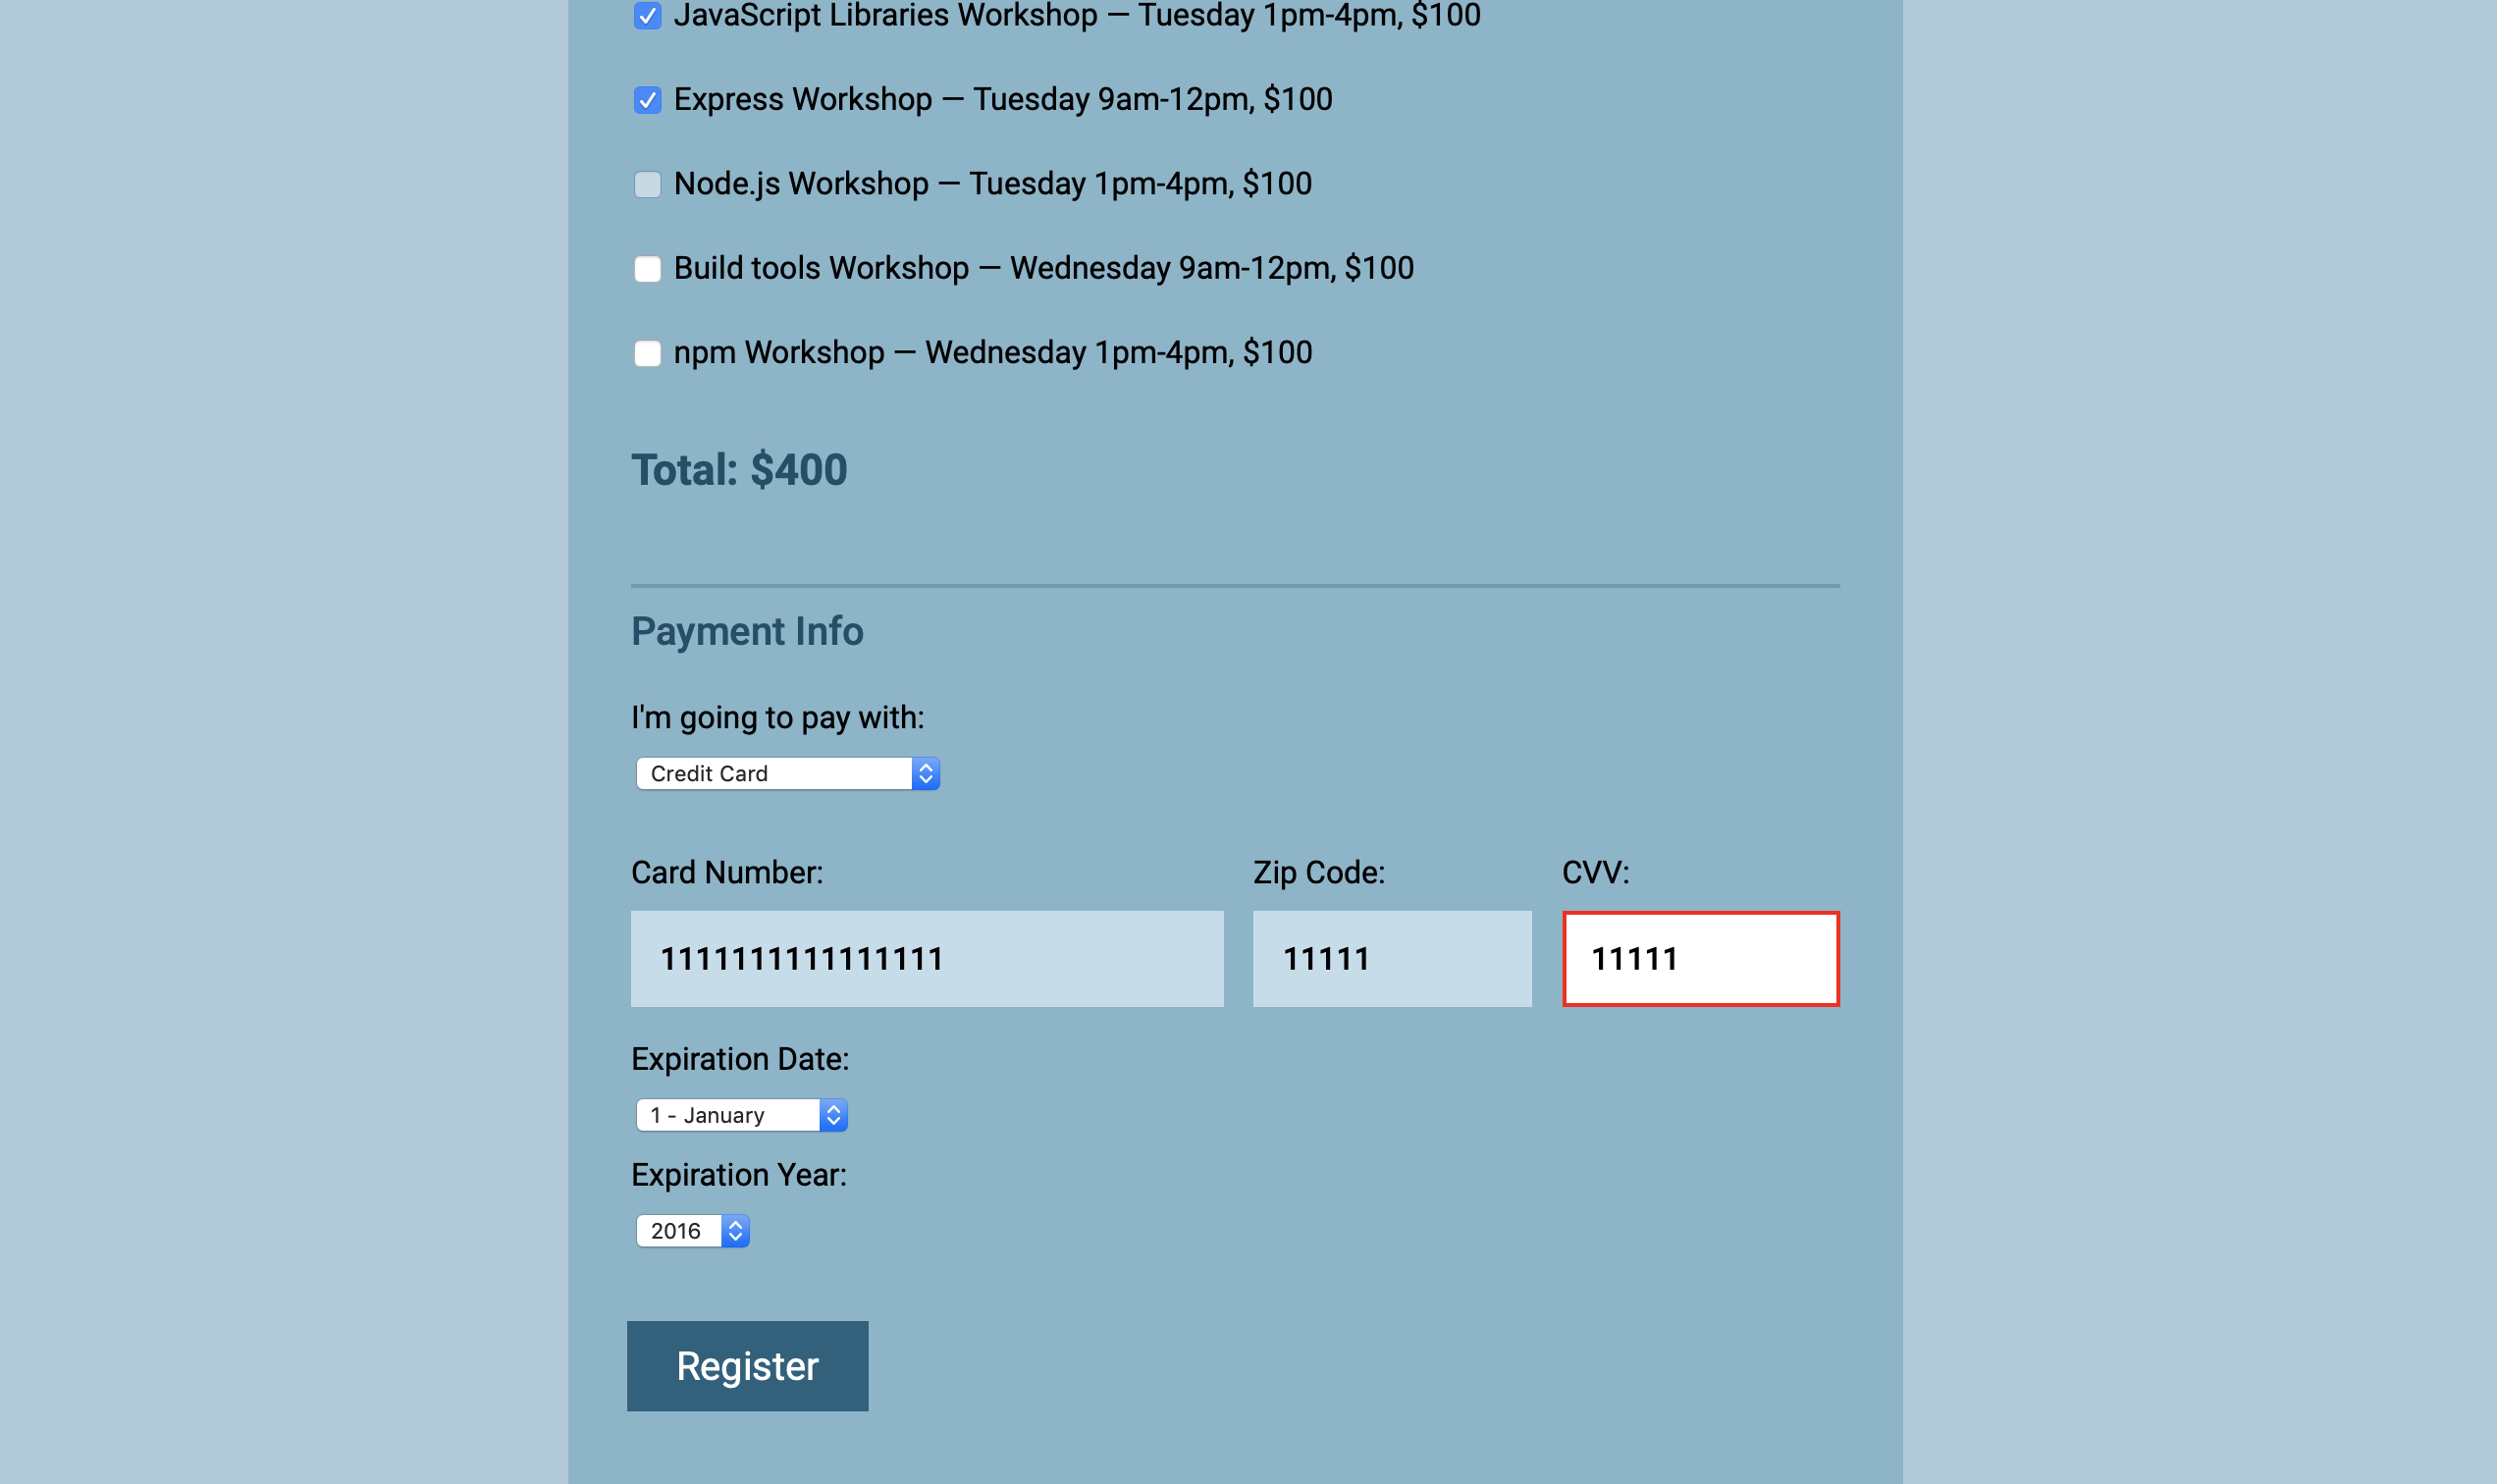 JavaScript Libraries Workshop — Tuesday 1pm-4pm, $100
Express Workshop — Tuesday 9am-12pm, $100
Node.js Workshop — Tuesday 1pm-4pm, $100
Build tools Workshop — Wednesday 9am-12pm, $100
npm Workshop — Wednesday 1pm-4pm, $100
Total: $400
Payment Info
I'm going to pay with:
Credit Card
Card Number: Zip Code: CVV:
1111111111111111 11111 11111
Expiration Date:
1 - January
Expiration Year:
2016
Register